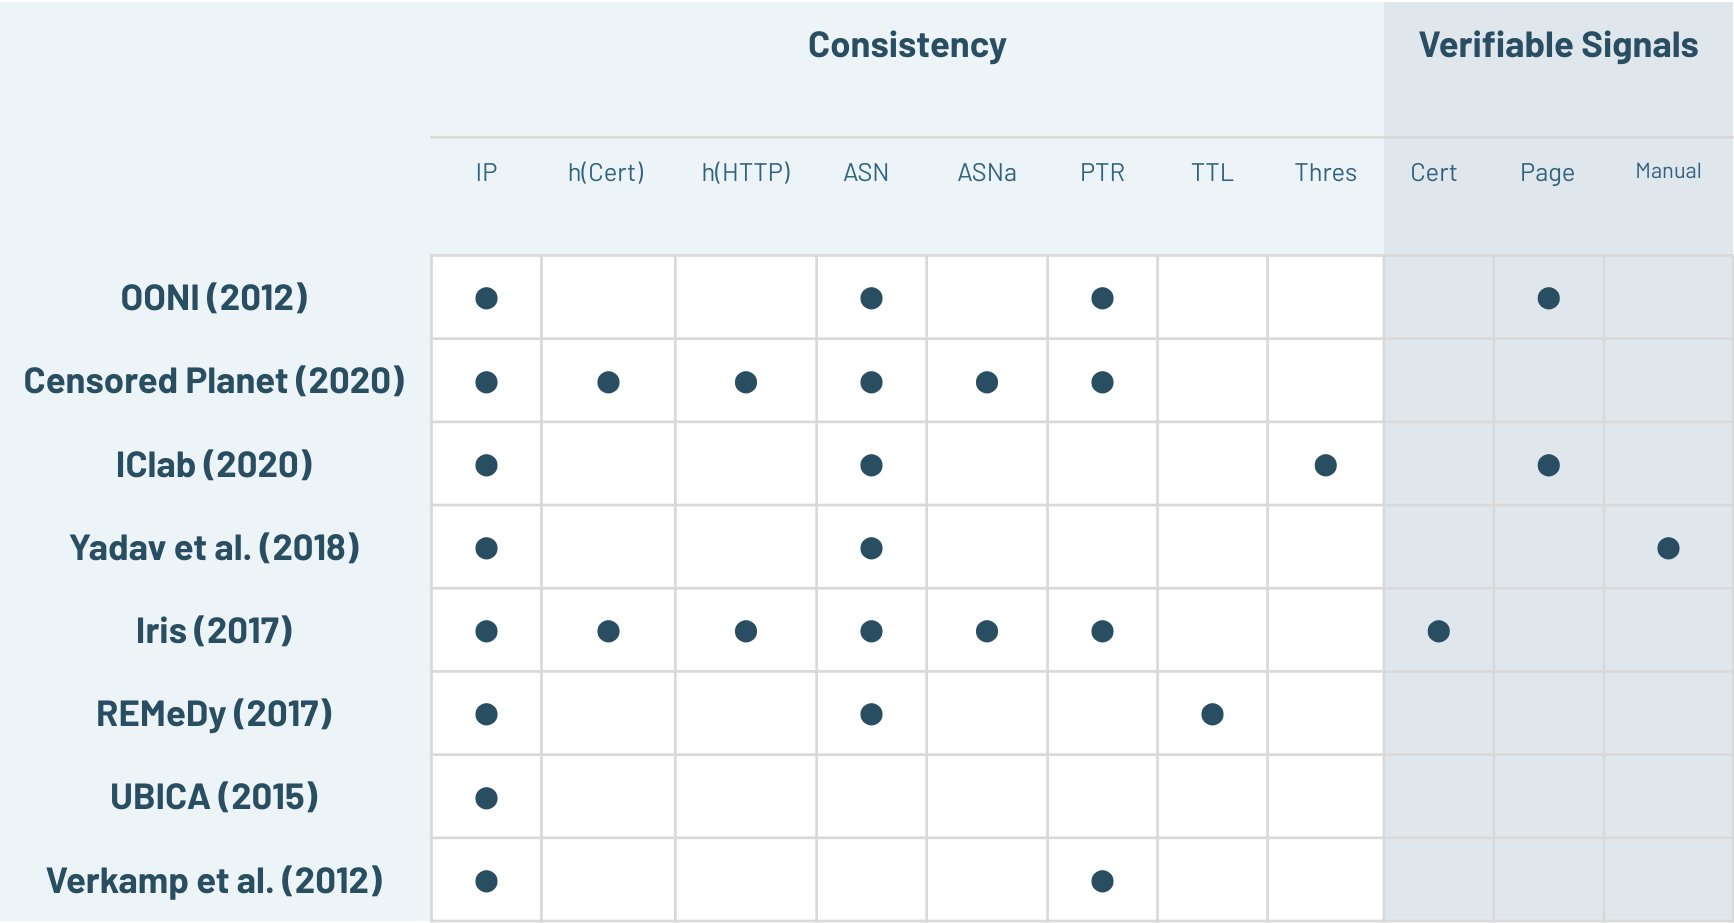 Consistency Verifiable Signals
IP h(Cert) h(HTTP) ASN ASNa PTR TTL Thres Cert Page Manual
OONI (2012)
Censored Planet (2020)
IClab (2020)
Yadav et al. (2018)
Iris (2017)
REMeDy (2017)
UBICA (2015)
Verkamp et al. (2012)